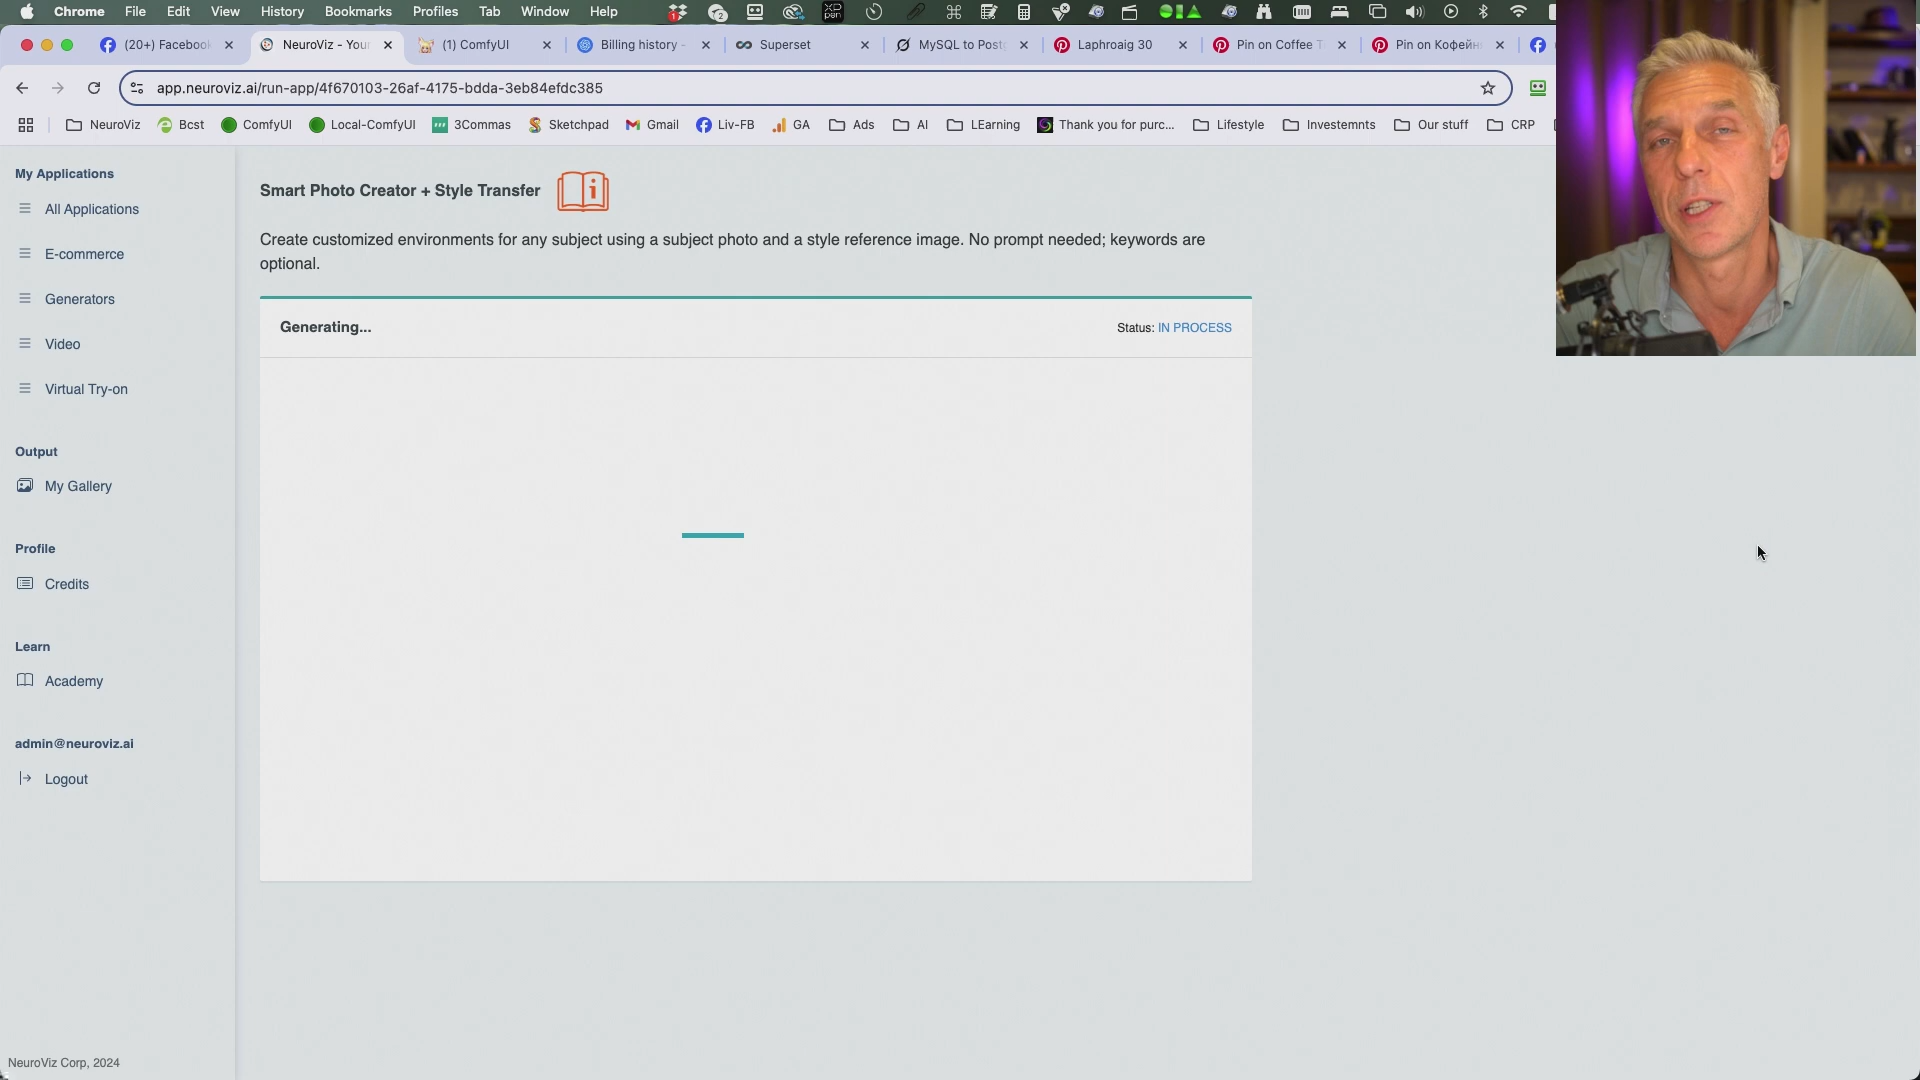 Chrome File Edit View History Bookmarks Profiles Tab Window Help
(20+) Facebook
NeuroViz - Your
(1) ComfyUI
Billing history -
Superset
MySQL to Post
Laphroaig 30
Pin on Coffee T
Pin on Кофейн
app.neuroviz.ai/run-app/4f670103-26af-4175-bdda-3eb84efdc385
NeuroViz Bcst ComfyUI Local-ComfyUI 3Commas Sketchpad Gmail Liv-FB GA Ads AI LEarning Thank you for purc... Lifestyle Investemnts Our stuff CRP
My Applications
All Applications
E-commerce
Generators
Video
Virtual Try-on
Output
My Gallery
Profile
Credits
Learn
Academy
admin@neuroviz.ai
Logout
NeuroViz Corp, 2024
Smart Photo Creator + Style Transfer
Create customized environments for any subject using a subject photo and a style reference image. No prompt needed; keywords are
optional.
Generating...
Status: IN PROCESS